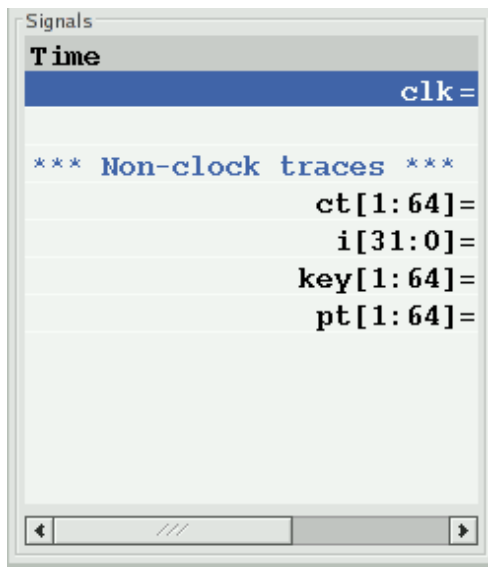 Signals
Time
clk=
*** Non-clock traces ***
ct[1:64]=
i[31:0]=
key[1:64]=
pt[1:64]=